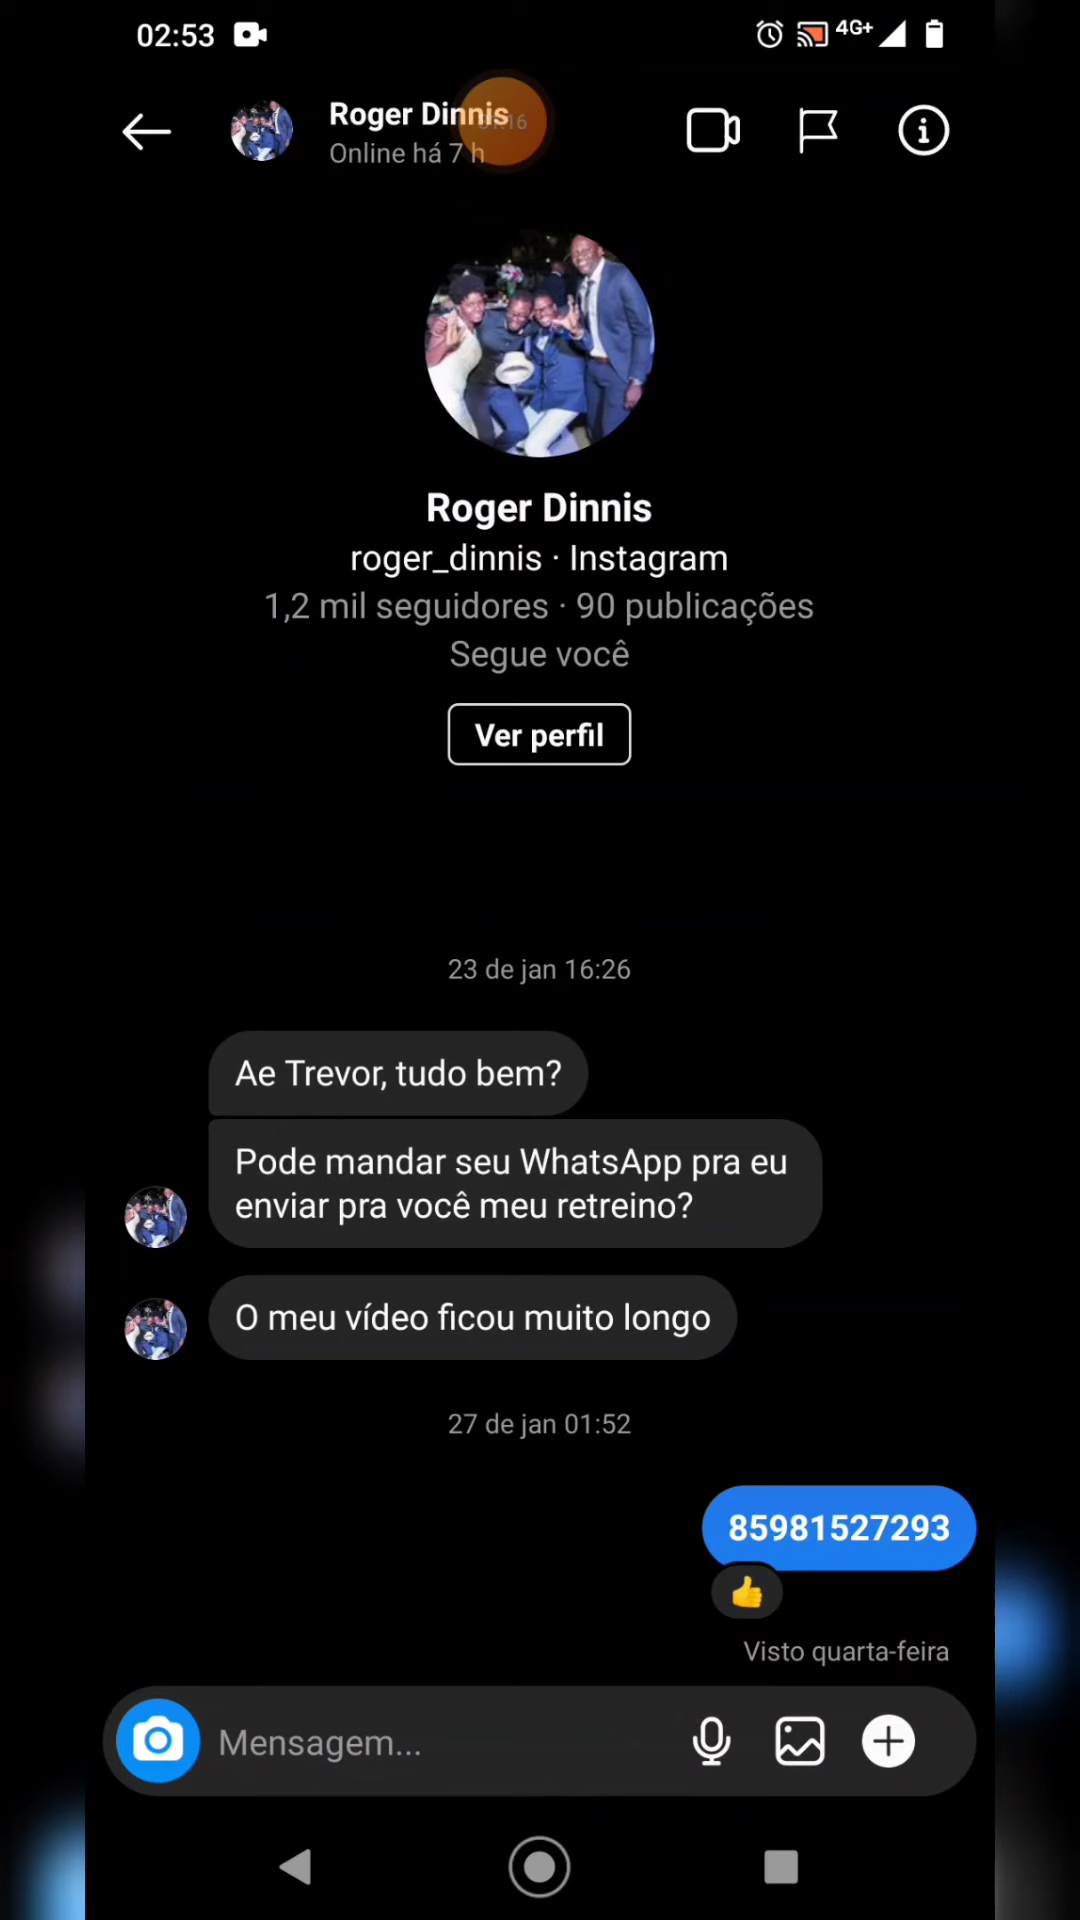 02:53
4G+
Roger Dinnis
Online há 7 h
Roger Dinnis
roger_dinnis · Instagram
1,2 mil seguidores · 90 publicações
Segue você
Ver perfil
23 de jan 16:26
Ae Trevor, tudo bem?
Pode mandar seu WhatsApp pra eu
enviar pra você meu retreino?
O meu vídeo ficou muito longo
27 de jan 01:52
85981527293
Visto quarta-feira
Mensagem...